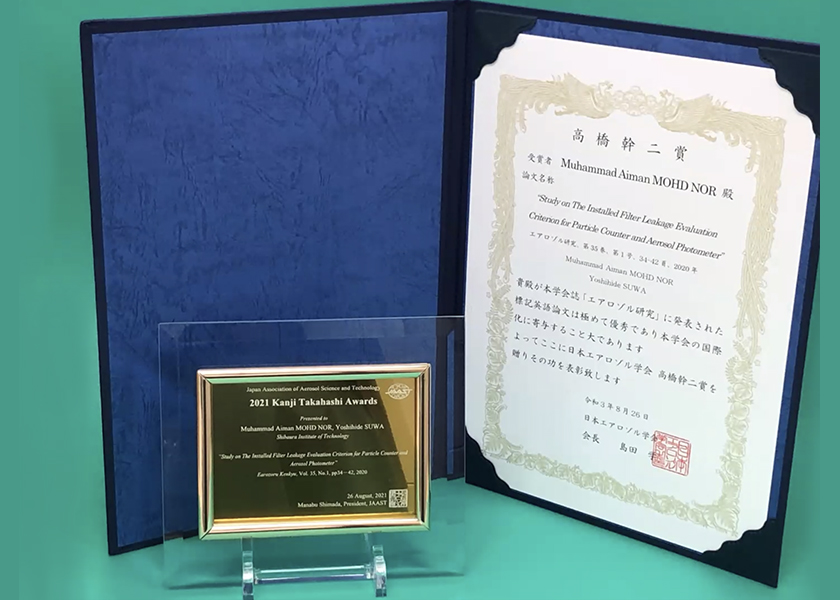 Japan Association of Aerosol Science and Technology
2021 Kanji Takahashi Awards
Presented to
Muhammad Aiman MOHD NOR, Yoshihide SUWA
Shibaura Institute of Technology
"Study on The Installed Filter Leakage Evaluation Criterion for Particle Counter and
Aerosol Photometer"
Earozoru Kenkyu, Vol. 35, No.1, pp34-42, 2020
26 August, 2021
Manabu Shimada, President, JAAST
高橋幹二賞
受賞者 Muhammad Aiman MOHD NOR 殿
論文名称
"Study on The Installed Filter Leakage Evaluation
Criterion for Particle Counter and Aerosol Photometer"
エアロゾル研究、第35巻、第1号、34-42頁、2020年
Muhammad Aiman MOHD NOR
Yoshihide SUWA
貴殿が本学会誌「エアロゾル研究」に発表された
標記英語論文は極めて優秀であり本学会の国際
化に寄与すること大であります
よってここに日本エアロゾル学会 高橋幹二賞を
贈りその功を表彰致します
令和3年8月26日
日本エアロゾル学会
会長 島田